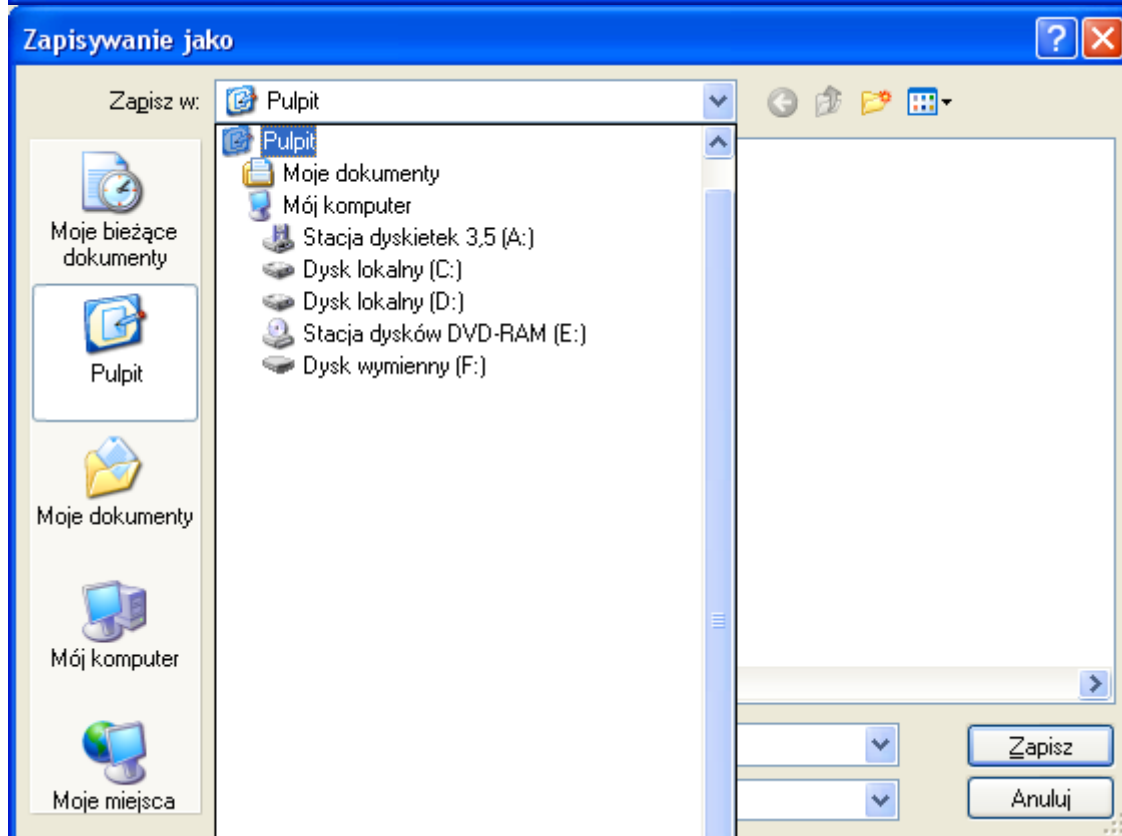 Zapisywanie jako
Zapisz w:
Pulpit
Pulpit
Moje dokumenty
Mój komputer
Stacja dyskietek 3,5 (A:)
Dysk lokalny (C:)
Dysk lokalny (D:)
Stacja dysków DVD-RAM (E:)
Dysk wymienny (F:)
Moje bieżące
dokumenty
Pulpit
Moje dokumenty
Mój komputer
Moje miejsca
Zapisz
Anuluj